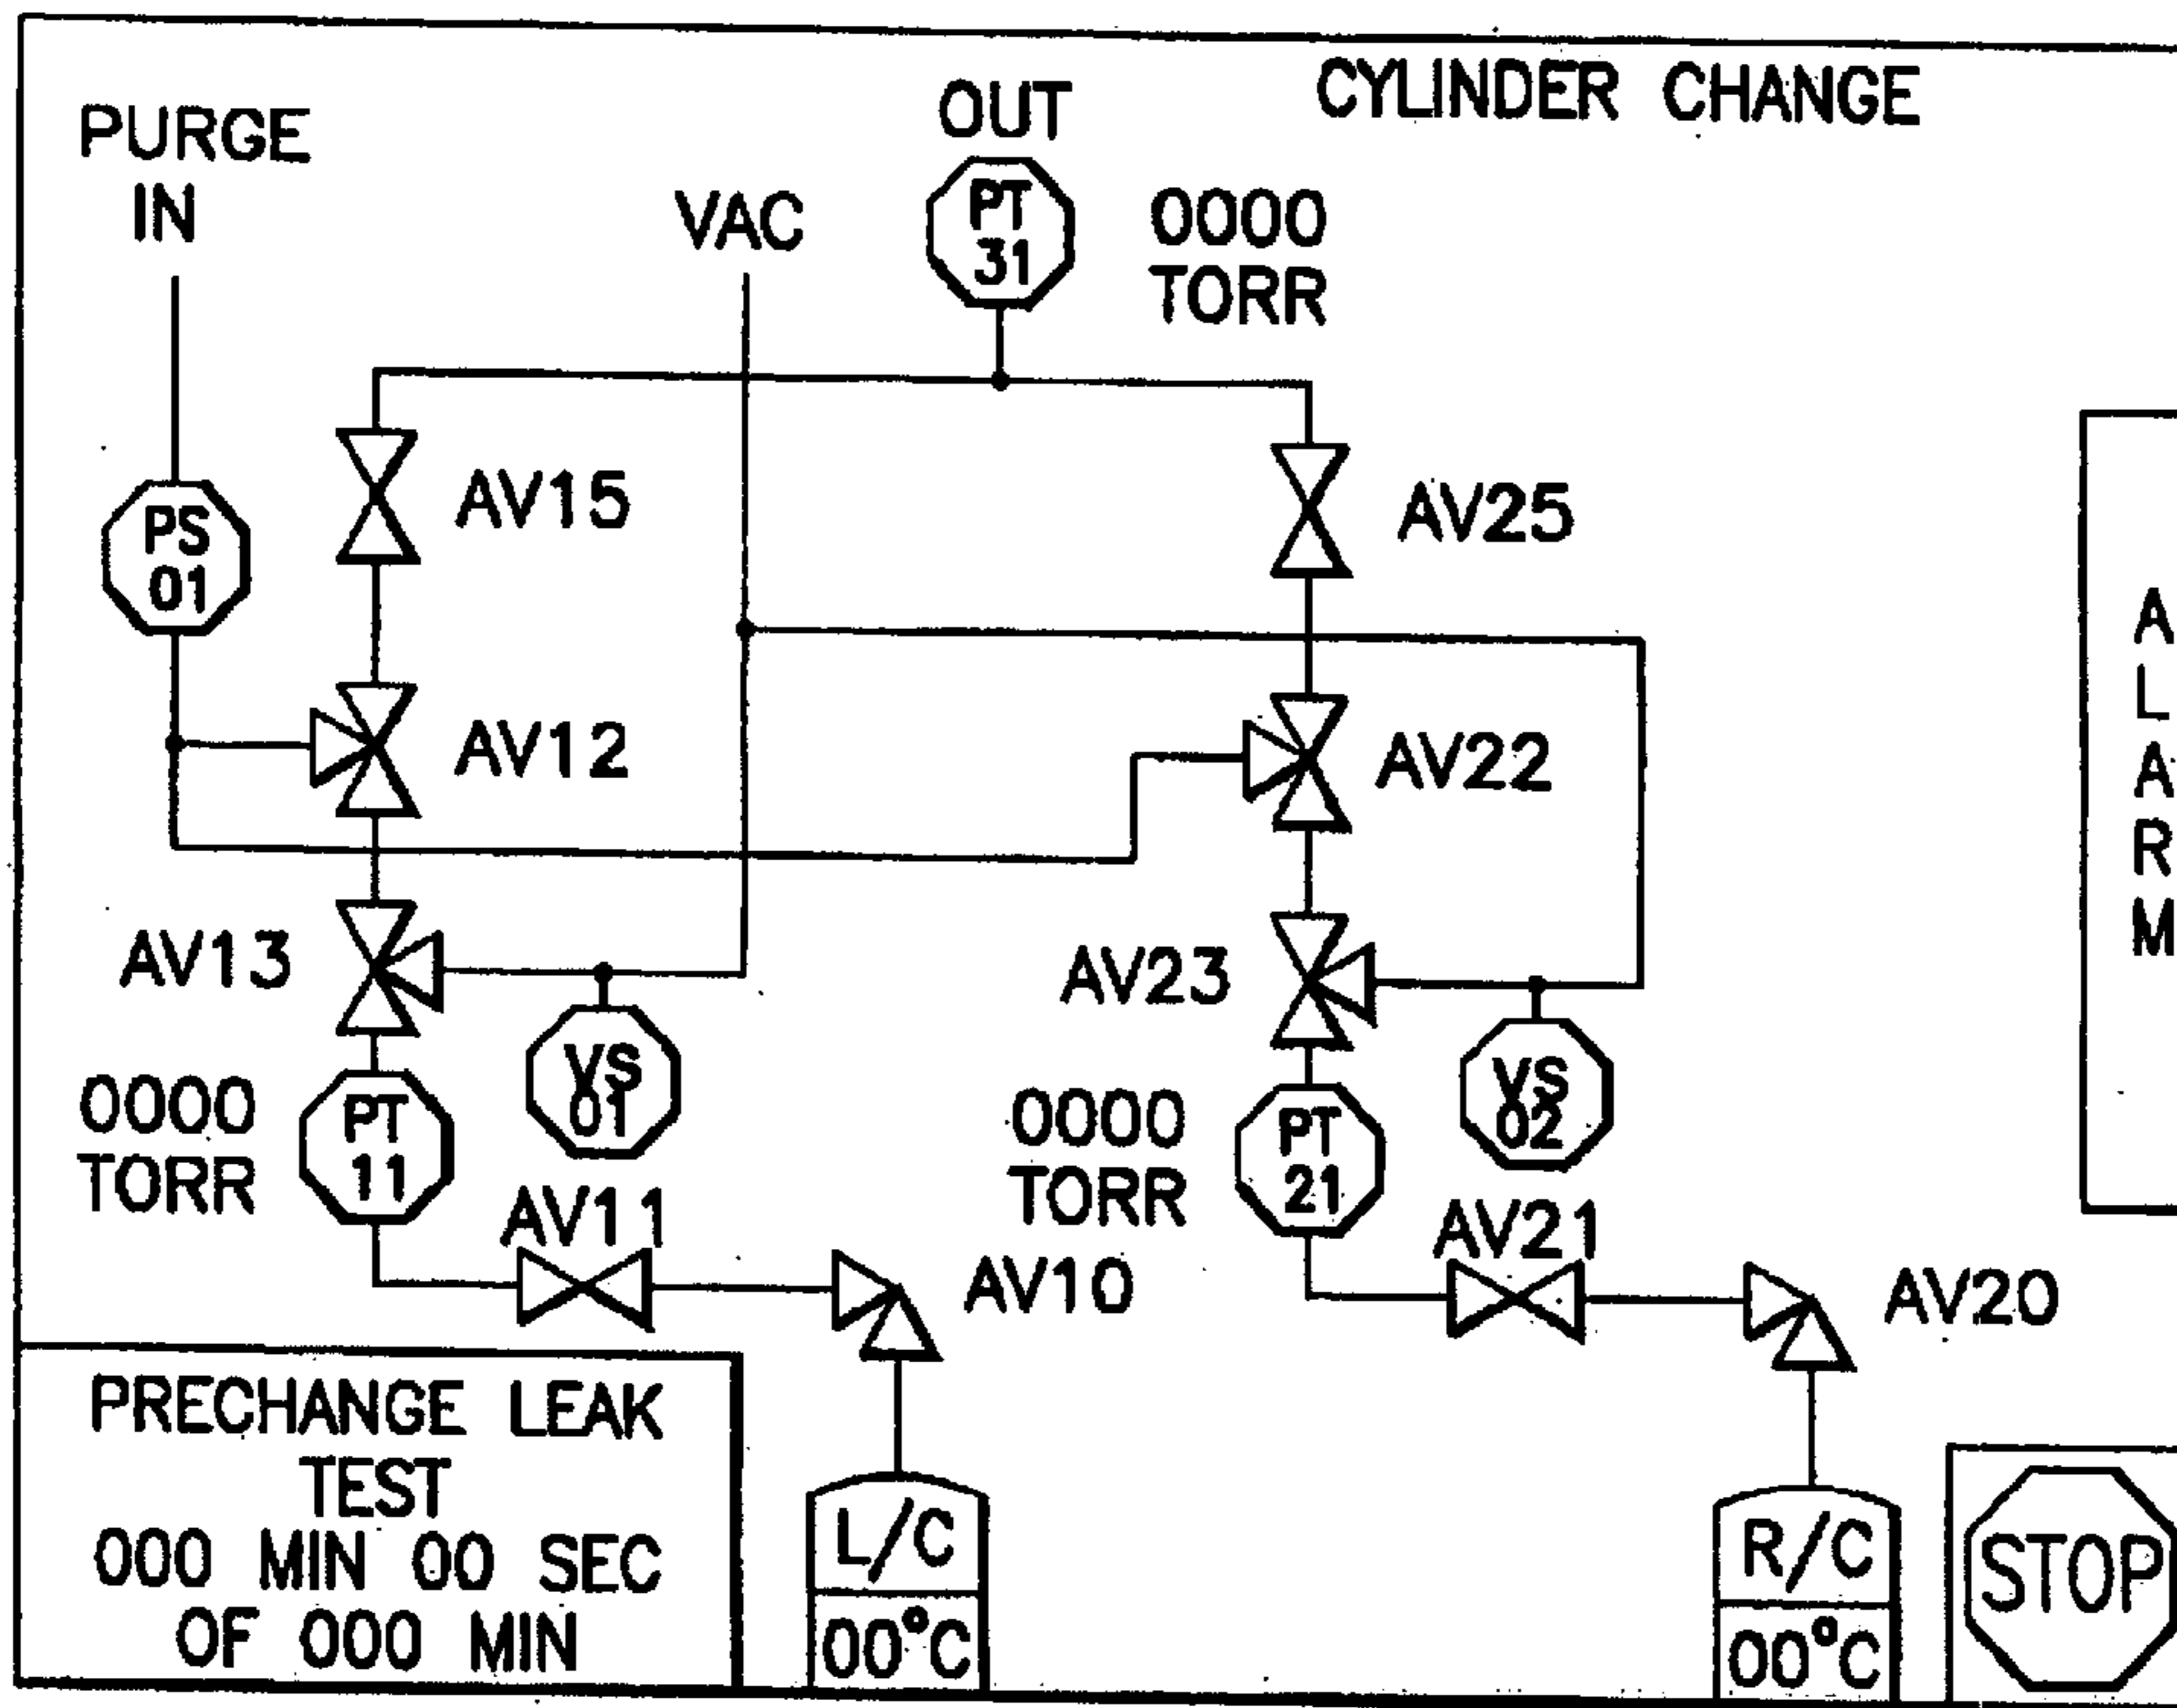 CYLINDER CHANGE
PURGE
IN
VAC
OUT
PT
31
0000
TORR
PS
01
AV15
AV25
AV12
AV22
AV13
AV23
VS
01
VS
02
0000
TORR
PT
11
0000
TORR
PT
21
AV11
AV10
AV21
AV20
A
L
A
R
M
PRECHANGE LEAK
TEST
000 MIN 00 SEC
OF 000 MIN
L/C
00°C
R/C
00°C
STOP